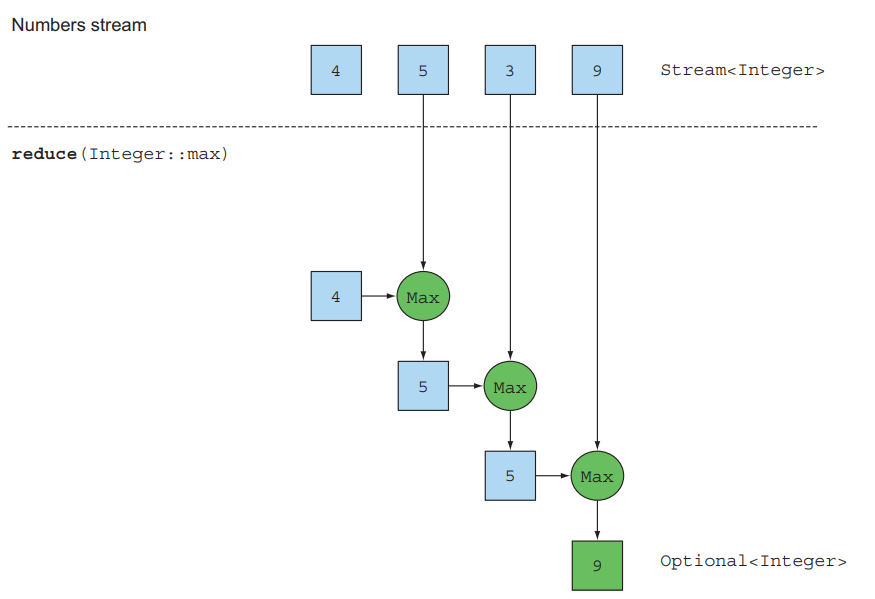 Numbers stream
4 5 3 9 Stream<Integer>
reduce(Integer::max)
4 Max
5 Max
5 Max
9 Optional<Integer>